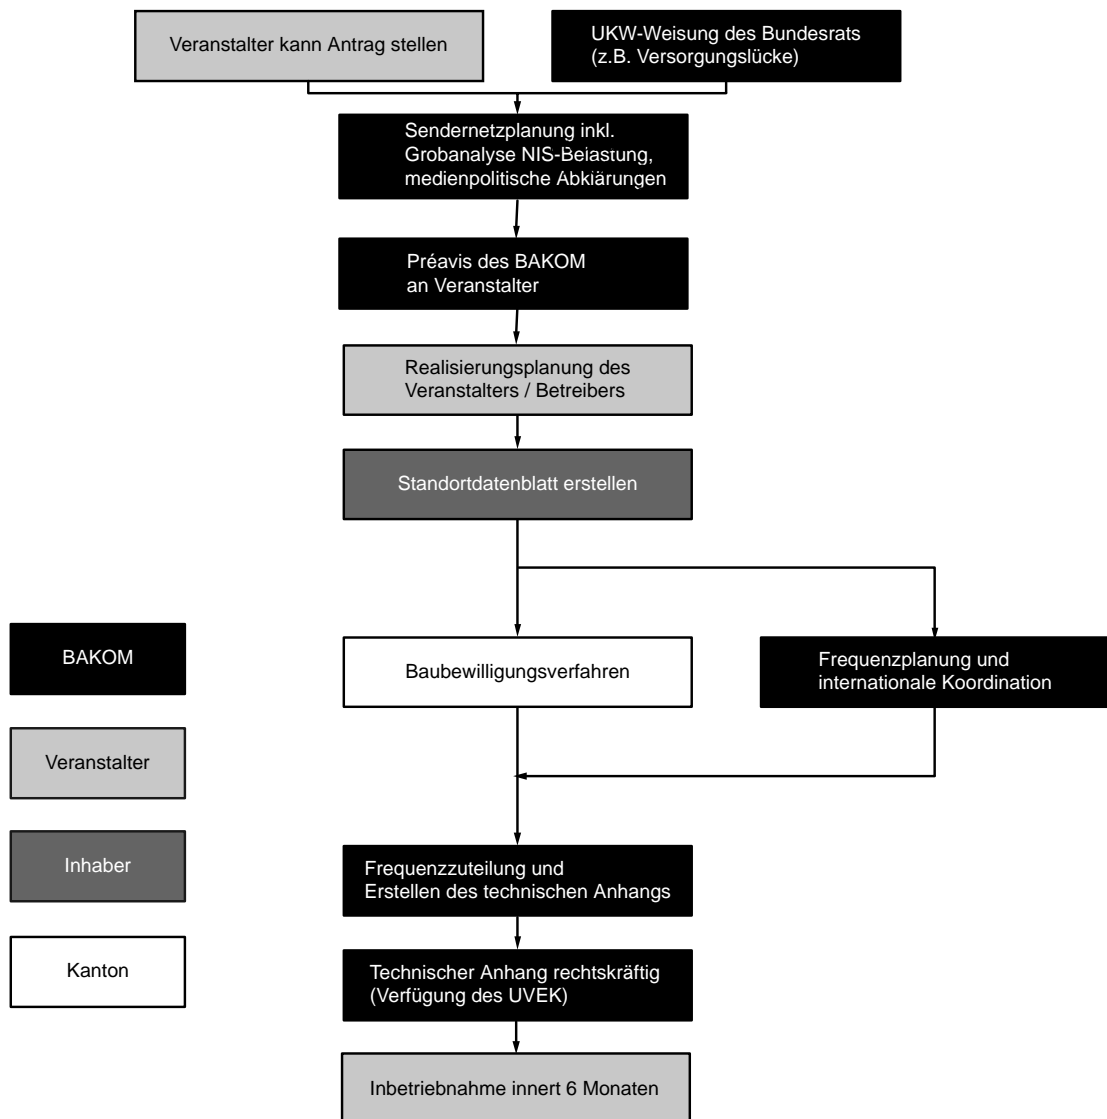 Veranstalter kann Antrag stellen
UKW-Weisung des Bundesrats
(z.B. Versorgungslücke)
Sendernetzplanung inkl.
Grobanalyse NIS-Belastung,
medienpolitische Abklärungen
Préavis des BAKOM
an Veranstalter
Realisierungsplanung des
Veranstalters / Betreibers
Standortdatenblatt erstellen
BAKOM
Baubewilligungsverfahren
Frequenzplanung und
internationale Koordination
Veranstalter
Inhaber
Frequenzzuteilung und
Erstellen des technischen Anhangs
Kanton
Technischer Anhang rechtskräftig
(Verfügung des UVEK)
Inbetriebnahme innert 6 Monaten